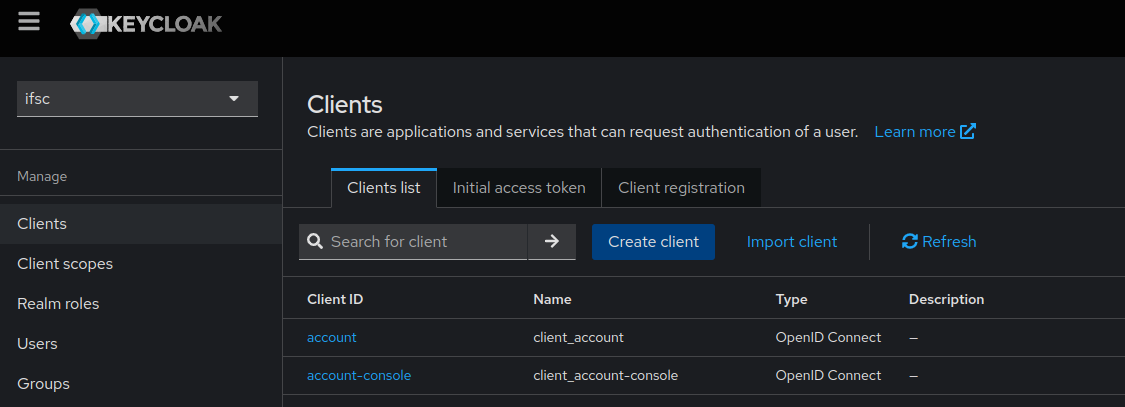 KEYCLOAK
ifsc
Manage
Clients
Client scopes
Realm roles
Users
Groups
Clients
Clients are applications and services that can request authentication of a user. Learn more
Clients list Initial access token Client registration
Search for client Create client Import client Refresh
Client ID Name Type Description
account client_account OpenID Connect –
account-console client_account-console OpenID Connect –